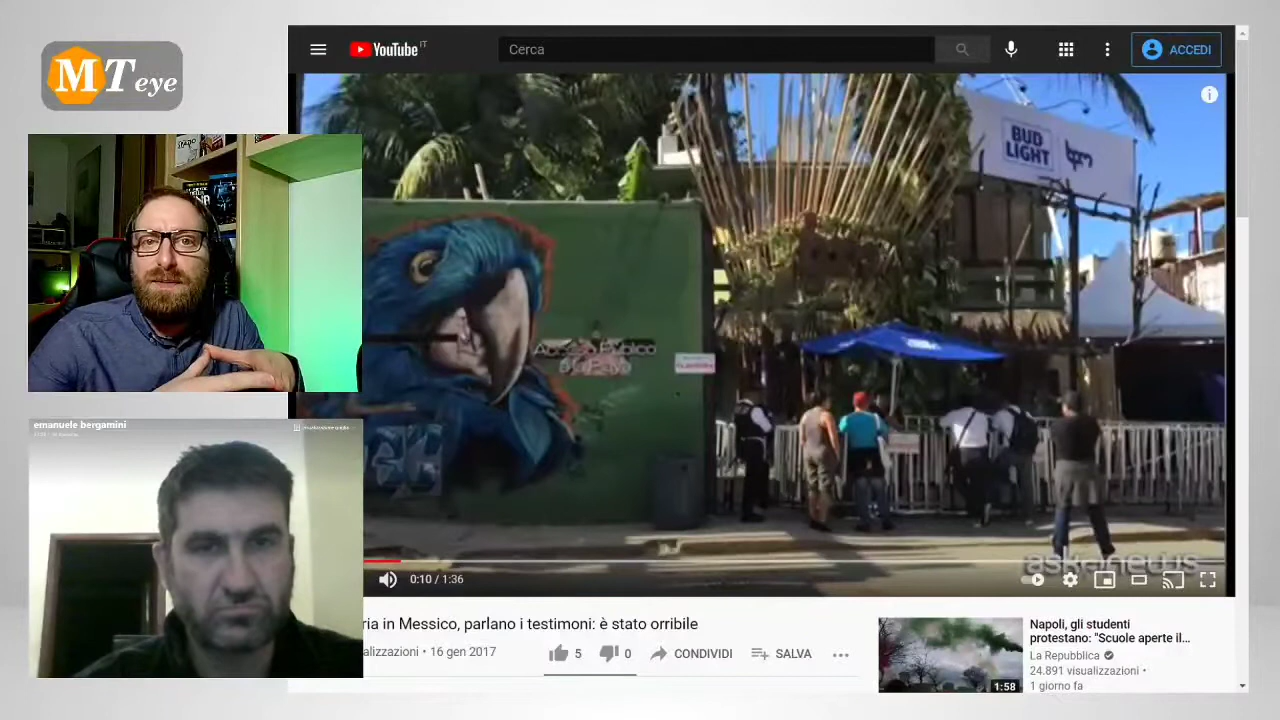 MT eye
YouTube IT
Cerca
ACCEDI
BUD
LIGHT
bpm
emanuele bergamini
askanews
0:10 / 1:36
ria in Messico, parlano i testimoni: è stato orribile
alizzazioni • 16 gen 2017
5
0
CONDIVIDI
SALVA
Napoli, gli studenti
protestano: "Scuole aperte il...
La Repubblica
24.891 visualizzazioni •
1 giorno fa
1:58